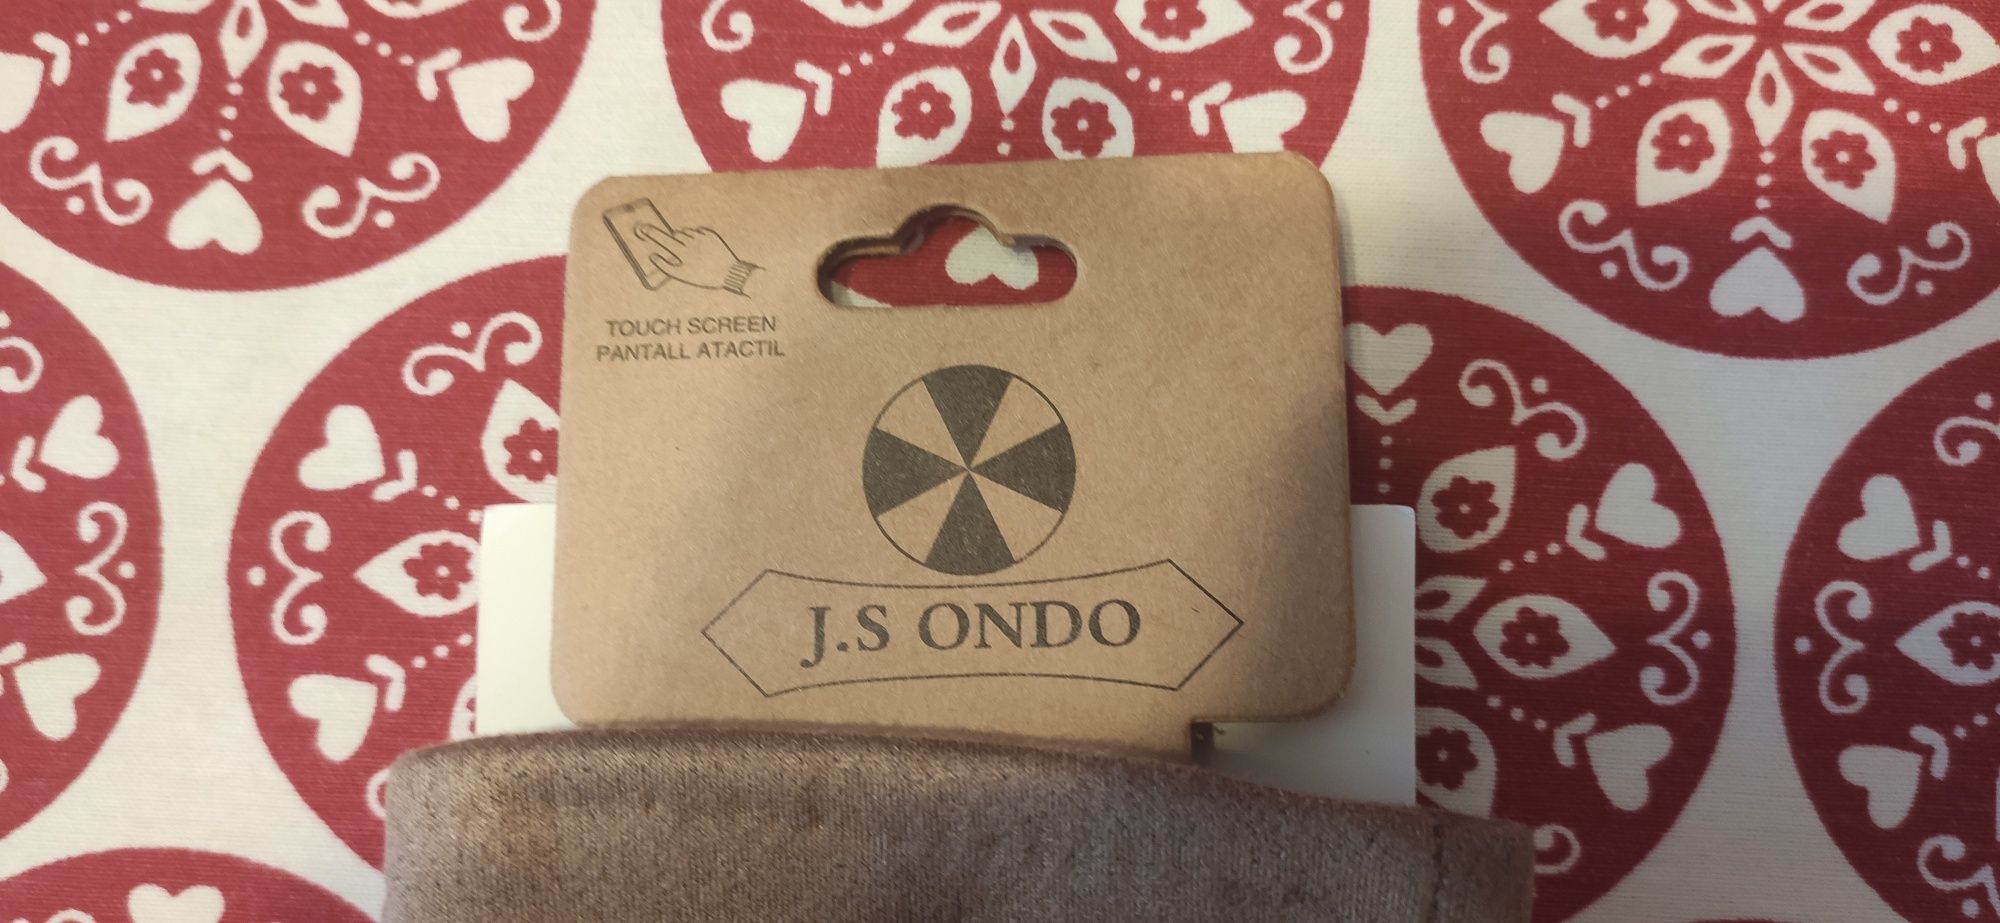 TOUCH SCREEN
PANTALL ATACTIL
J.S ONDO